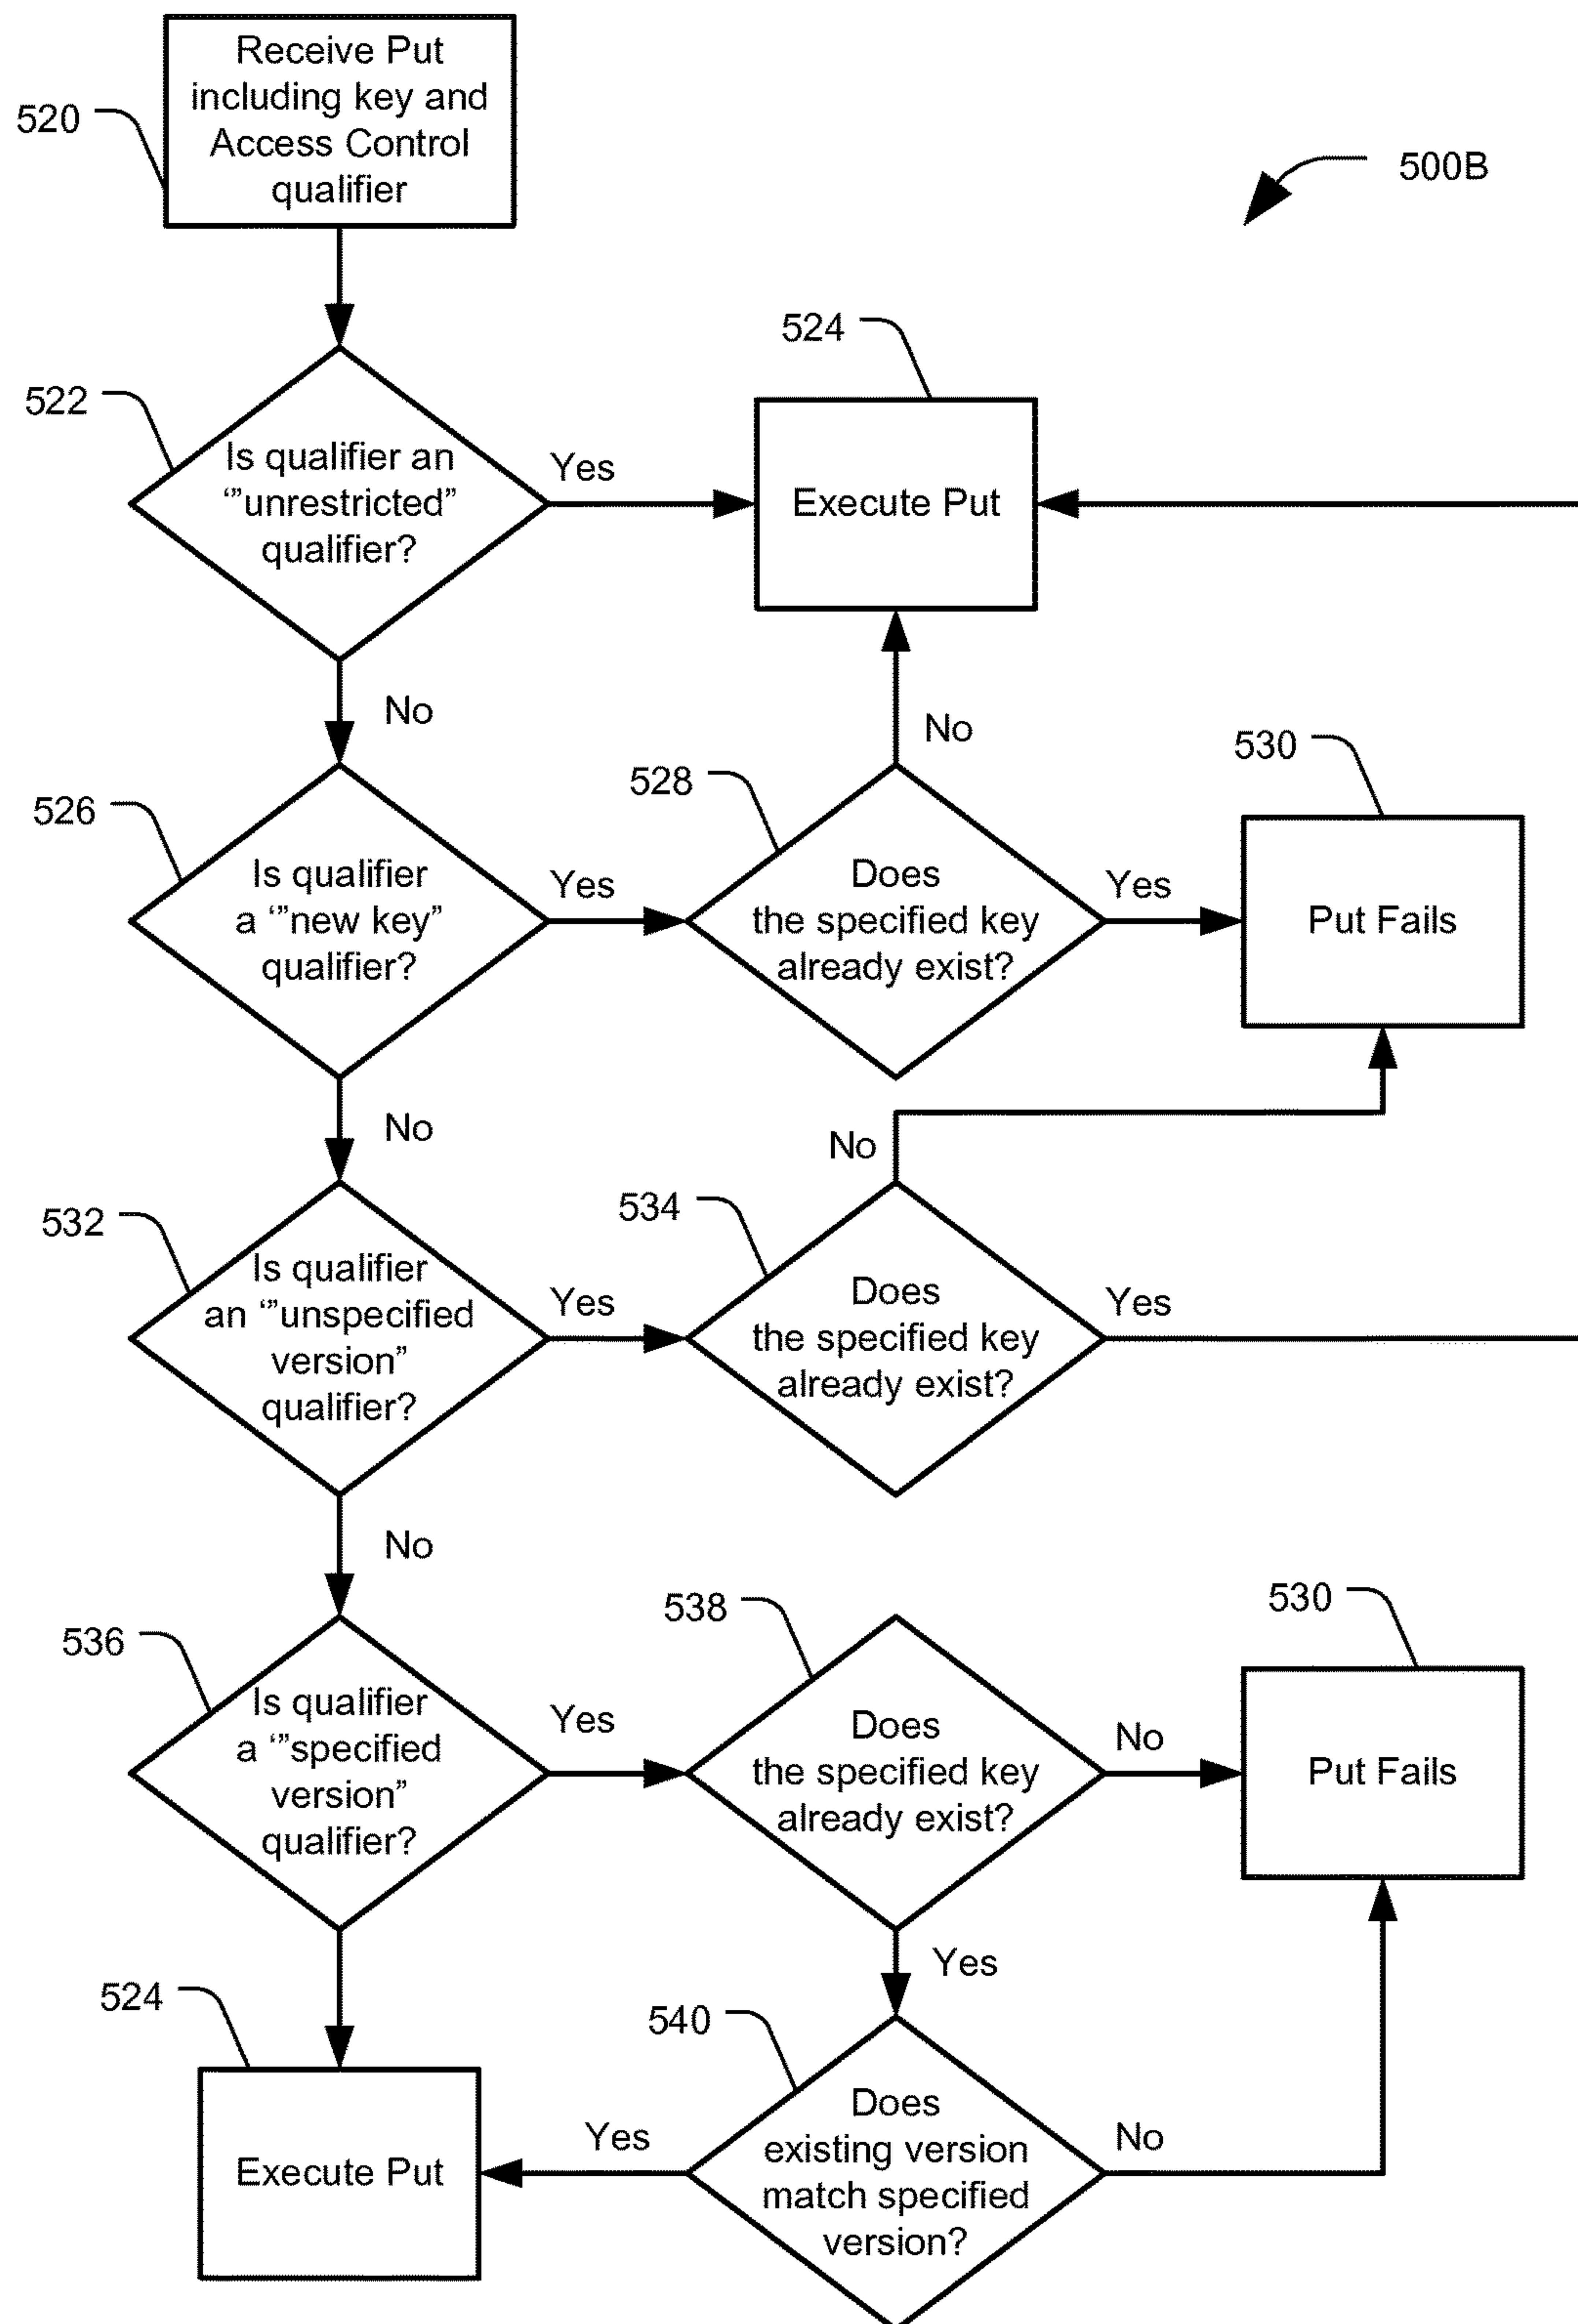 Receive Put
including key and
Access Control
qualifier
520
500B
524
522
Is qualifier an
‘”unrestricted”
qualifier?
Yes
Execute Put
No
No
530
528
526
Is qualifier
a ‘”new key”
qualifier?
Yes
Does
the specified key
already exist?
Yes
Put Fails
No
No
534
532
Is qualifier
an ‘”unspecified
version”
qualifier?
Yes
Does
the specified key
already exist?
Yes
No
538
530
536
Is qualifier
a ‘”specified
version”
qualifier?
Yes
Does
the specified key
already exist?
No
Put Fails
Yes
524
540
Execute Put
Yes
Does
existing version
match specified
version?
No